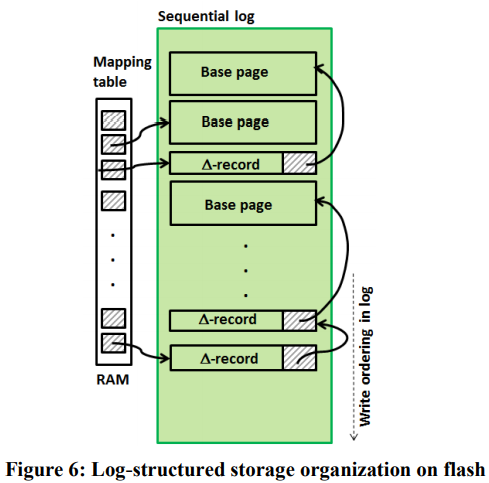 Sequential log
Mapping
table
Base page
Base page
Δ-record
Base page
Δ-record
Δ-record
RAM
Write ordering in log
Figure 6: Log-structured storage organization on flash